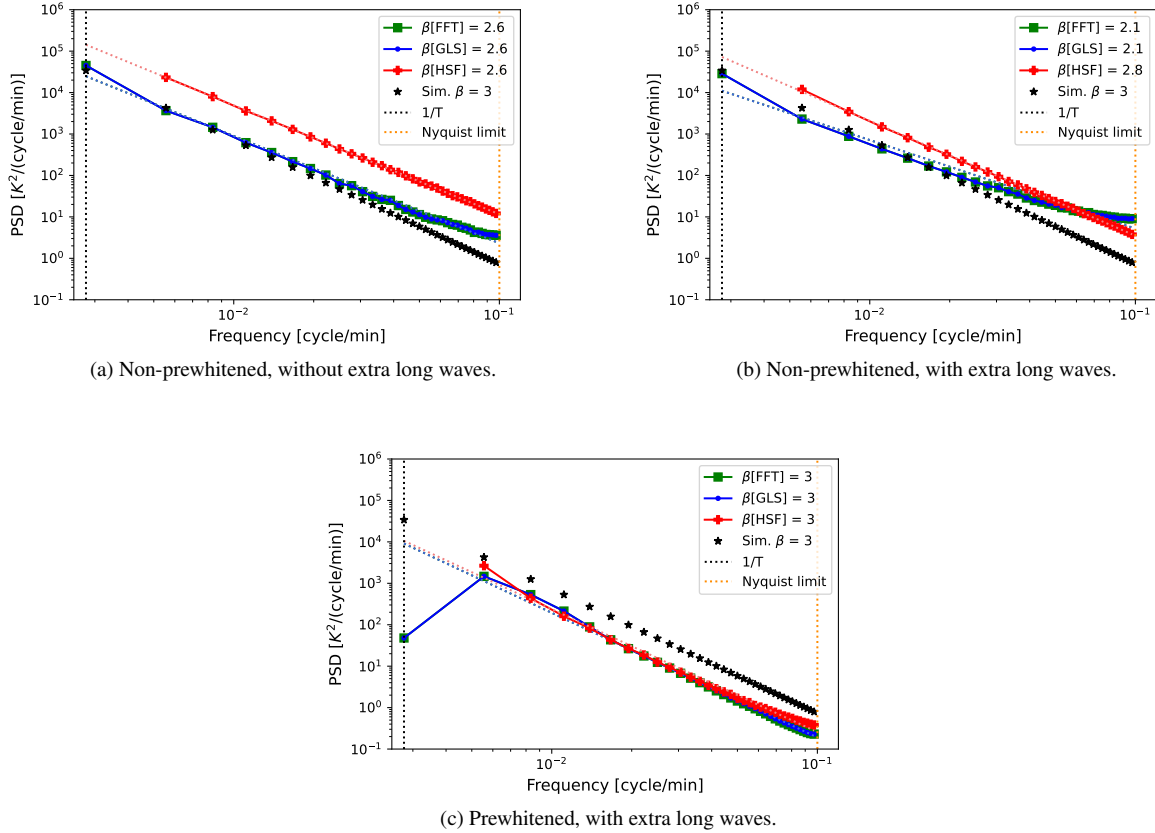 10^6
10^5
10^4
10^3
10^2
10^1
10^0
10^-1
PSD [K^2/(cycle/min)]
β[FFT] = 2.6
β[GLS] = 2.6
β[HSF] = 2.6
Sim. β = 3
1/T
Nyquist limit
10^-2
10^-1
Frequency [cycle/min]
(a) Non-prewhitened, without extra long waves.
10^6
10^5
10^4
10^3
10^2
10^1
10^0
10^-1
PSD [K^2/(cycle/min)]
β[FFT] = 2.1
β[GLS] = 2.1
β[HSF] = 2.8
Sim. β = 3
1/T
Nyquist limit
10^-2
10^-1
Frequency [cycle/min]
(b) Non-prewhitened, with extra long waves.
10^6
10^5
10^4
10^3
10^2
10^1
10^0
10^-1
PSD [K^2/(cycle/min)]
β[FFT] = 3
β[GLS] = 3
β[HSF] = 3
Sim. β = 3
1/T
Nyquist limit
10^-2
10^-1
Frequency [cycle/min]
(c) Prewhitened, with extra long waves.